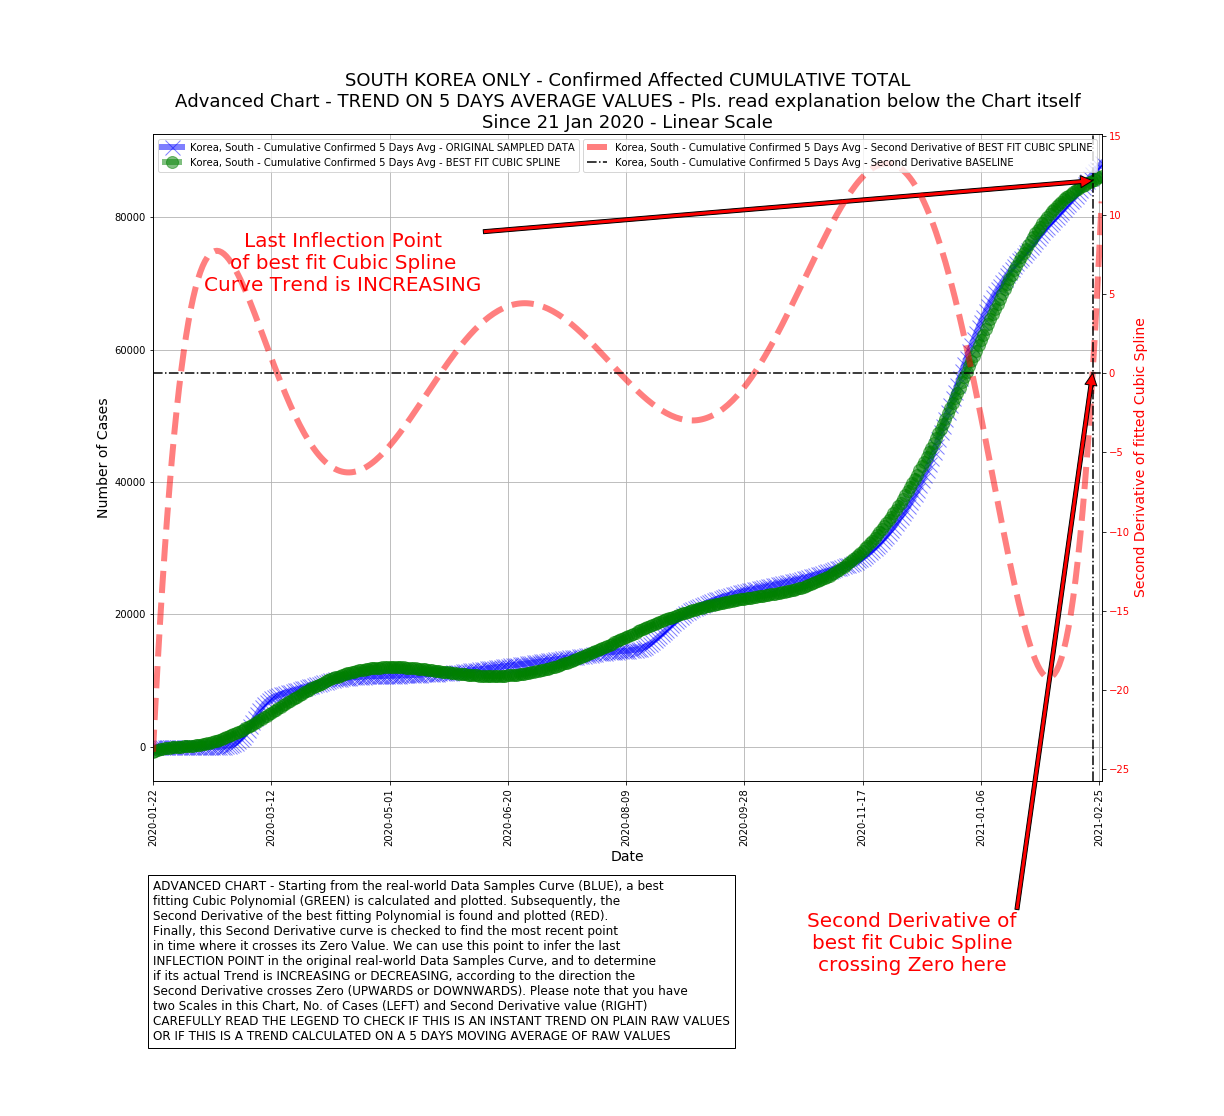 SOUTH KOREA ONLY - Confirmed Affected CUMULATIVE TOTAL
Advanced Chart - TREND ON 5 DAYS AVERAGE VALUES - Pls. read explanation below the Chart itself
Since 21 Jan 2020 - Linear Scale
Korea, South - Cumulative Confirmed 5 Days Avg - ORIGINAL SAMPLED DATA
Korea, South - Cumulative Confirmed 5 Days Avg - BEST FIT CUBIC SPLINE
Korea, South - Cumulative Confirmed 5 Days Avg - Second Derivative of BEST FIT CUBIC SPLINE
Korea, South - Cumulative Confirmed 5 Days Avg - Second Derivative BASELINE
Last Inflection Point
of best fit Cubic Spline
Curve Trend is INCREASING
Number of Cases
80000
60000
40000
20000
0
15
10
5
0
−5
−10
−15
−20
−25
Second Derivative of fitted Cubic Spline
2020-01-22
2020-03-12
2020-05-01
2020-06-20
2020-08-09
2020-09-28
2020-11-17
2021-01-06
2021-02-25
Date
ADVANCED CHART - Starting from the real-world Data Samples Curve (BLUE), a best
fitting Cubic Polynomial (GREEN) is calculated and plotted. Subsequently, the
Second Derivative of the best fitting Polynomial is found and plotted (RED).
Finally, this Second Derivative curve is checked to find the most recent point
in time where it crosses its Zero Value. We can use this point to infer the last
INFLECTION POINT in the original real-world Data Samples Curve, and to determine
if its actual Trend is INCREASING or DECREASING, according to the direction the
Second Derivative crosses Zero (UPWARDS or DOWNWARDS). Please note that you have
two Scales in this Chart, No. of Cases (LEFT) and Second Derivative value (RIGHT)
CAREFULLY READ THE LEGEND TO CHECK IF THIS IS AN INSTANT TREND ON PLAIN RAW VALUES
OR IF THIS IS A TREND CALCULATED ON A 5 DAYS MOVING AVERAGE OF RAW VALUES
Second Derivative of
best fit Cubic Spline
crossing Zero here